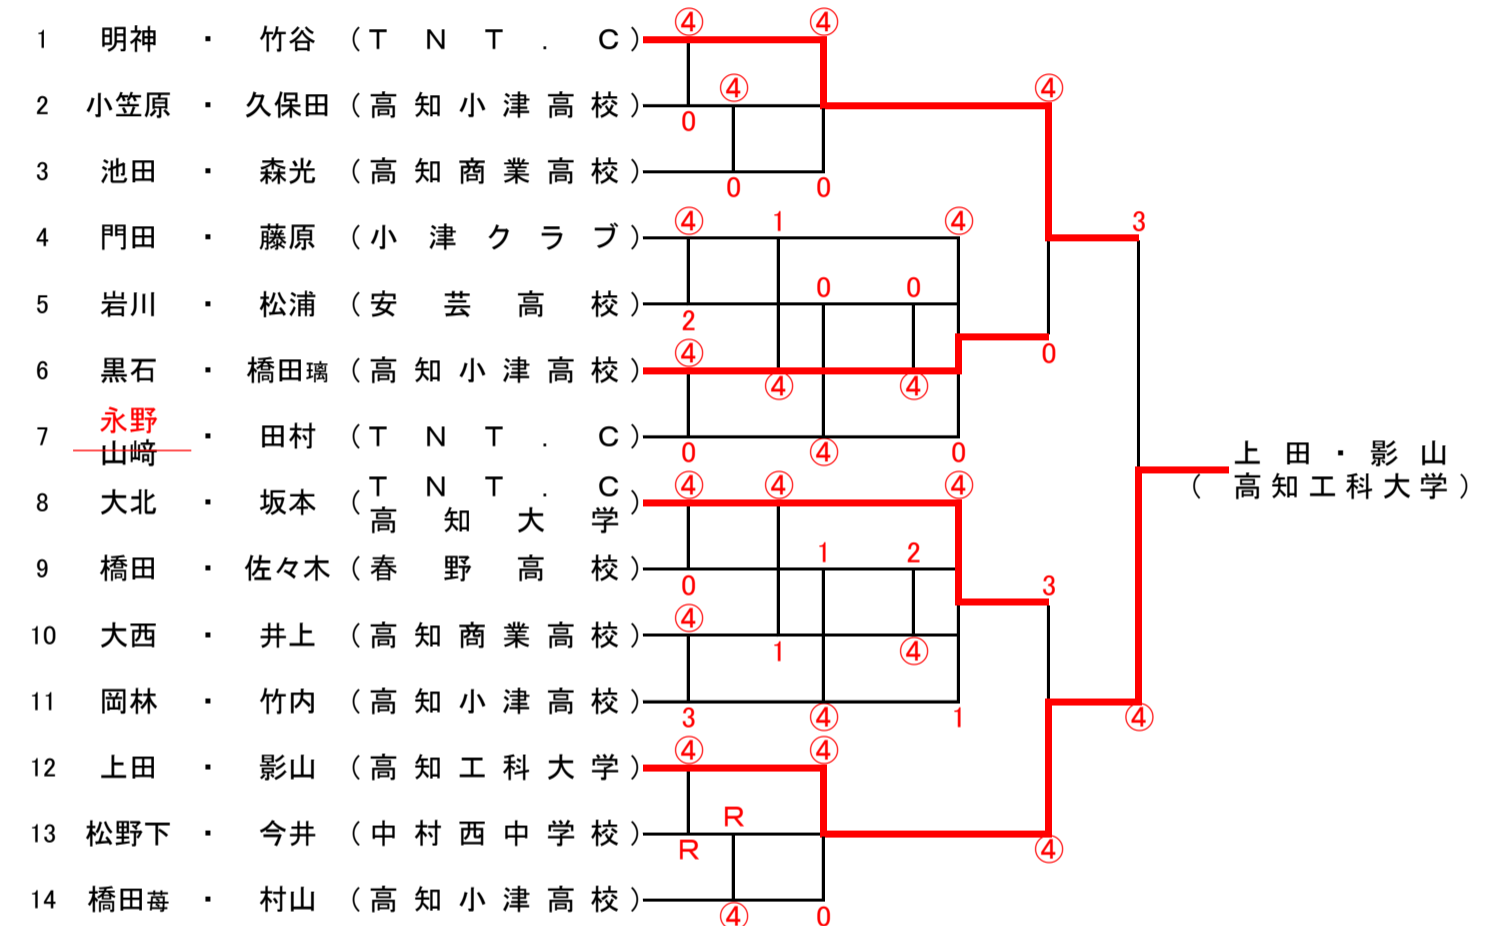 ④ ④
1 明神 ・ 竹谷 (T N T . C)
④ ④
2 小笠原 ・ 久保田 (高知小津高校)
0
3 池田 ・ 森光 (高知商業高校)
0 0
④ 1 ④ 3
4 門田 ・ 藤原 (小津クラブ)
0 0
5 岩川 ・ 松浦 (安芸高校)
2
④ 0
6 黒石 ・ 橋田璃 (高知小津高校)
④ ④
永野
7 山﨑 ・ 田村 (T N T . C)
0 ④ 0
上田・影山
(高知工科大学)
④ ④ ④
T N T . C
8 大北 ・ 坂本 ( )
高知大学
1 2
9 橋田 ・ 佐々木 (春野高校)
0 3
④
10 大西 ・ 井上 (高知商業高校)
1 ④
11 岡林 ・ 竹内 (高知小津高校)
3 ④ 1 ④
④ ④
12 上田 ・ 影山 (高知工科大学)
R
13 松野下 ・ 今井 (中村西中学校)
R ④
14 橋田苺 ・ 村山 (高知小津高校)
④ 0